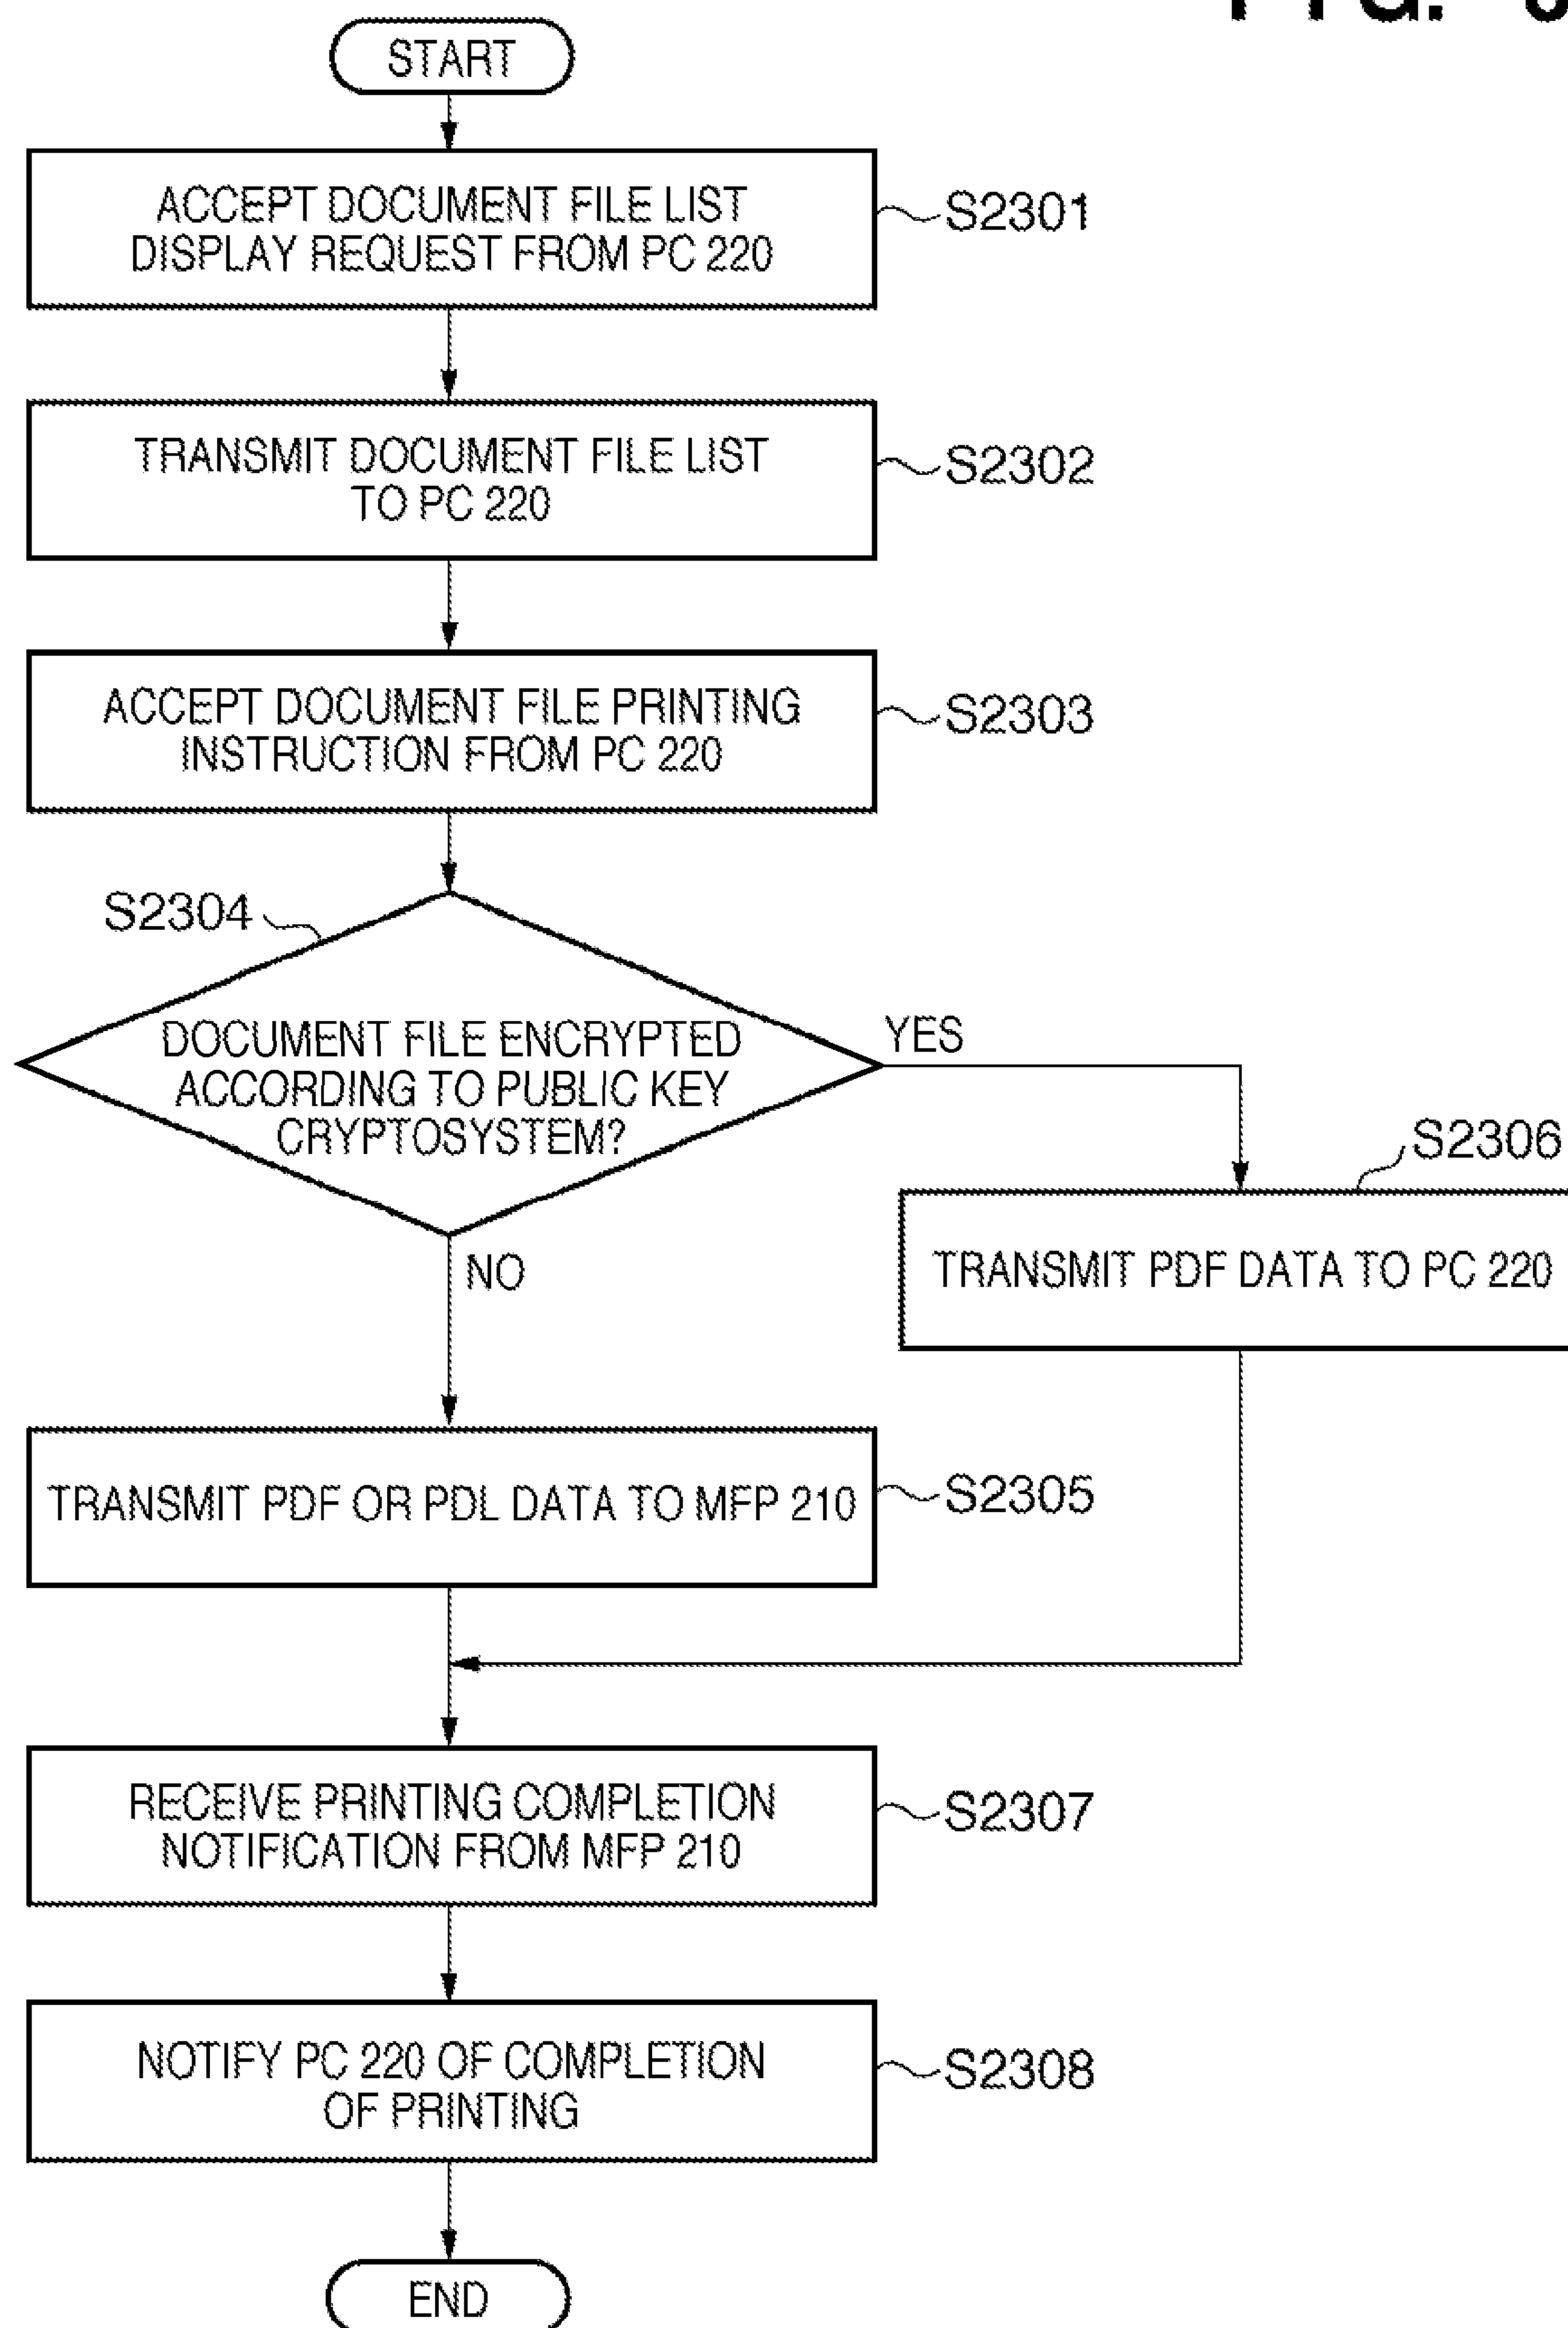 FIG.
START
ACCEPT DOCUMENT FILE LIST
DISPLAY REQUEST FROM PC 220
S2301
TRANSMIT DOCUMENT FILE LIST
TO PC 220
S2302
ACCEPT DOCUMENT FILE PRINTING
INSTRUCTION FROM PC 220
S2303
S2304
DOCUMENT FILE ENCRYPTED
ACCORDING TO PUBLIC KEY
CRYPTOSYSTEM?
YES
S2306
TRANSMIT PDF DATA TO PC 220
NO
TRANSMIT PDF OR PDL DATA TO MFP 210
S2305
RECEIVE PRINTING COMPLETION
NOTIFICATION FROM MFP 210
S2307
NOTIFY PC 220 OF COMPLETION
OF PRINTING
S2308
END